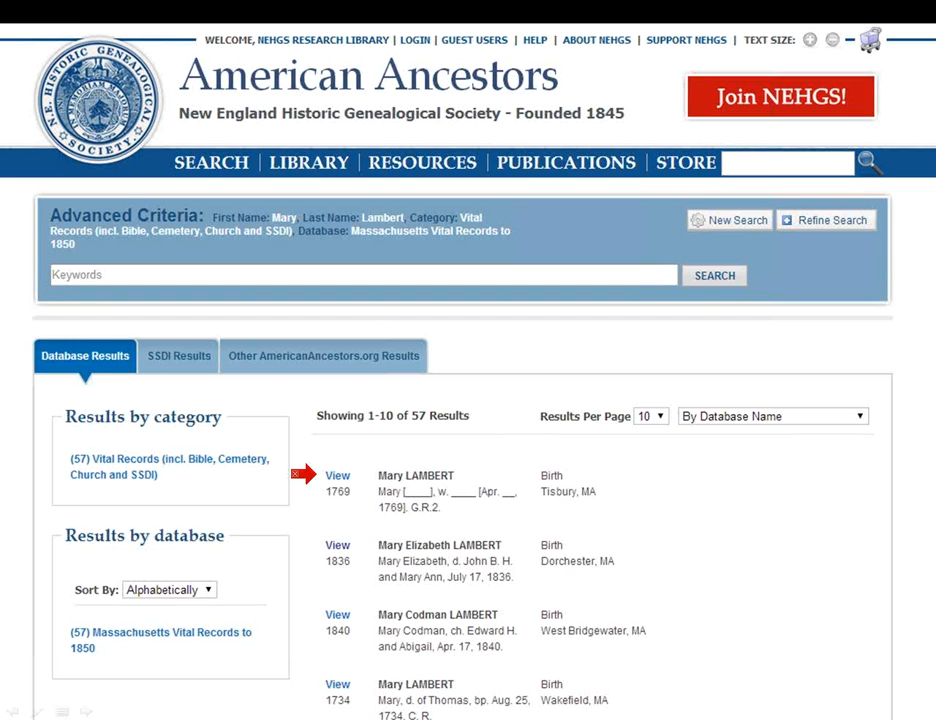 WELCOME, NEHGS RESEARCH LIBRARY | LOGIN | GUEST USERS | HELP | ABOUT NEHGS | SUPPORT NEHGS | TEXT SIZE:
N.E. HISTORIC GENEALOGICAL
SOCIETY.
American Ancestors
New England Historic Genealogical Society - Founded 1845
Join NEHGS!
SEARCH | LIBRARY | RESOURCES | PUBLICATIONS | STORE
Advanced Criteria: First Name: Mary, Last Name: Lambert, Category: Vital
Records (incl. Bible, Cemetery, Church and SSDI), Database: Massachusetts Vital Records to
1850
New Search
Refine Search
Keywords
SEARCH
Database Results
SSDI Results
Other AmericanAncestors.org Results
Results by category
(57) Vital Records (incl. Bible, Cemetery,
Church and SSDI)
Results by database
Sort By: Alphabetically
(57) Massachusetts Vital Records to
1850
Showing 1-10 of 57 Results
Results Per Page 10 By Database Name
View Mary LAMBERT Birth
1769 Mary [____], w. ____ [Apr. __, Tisbury, MA
1769]. G.R.2.
View Mary Elizabeth LAMBERT Birth
1836 Mary Elizabeth, d. John B. H. Dorchester, MA
and Mary Ann, July 17, 1836.
View Mary Codman LAMBERT Birth
1840 Mary Codman, ch. Edward H. West Bridgewater, MA
and Abigail, Apr. 17, 1840.
View Mary LAMBERT Birth
1734 Mary, d. of Thomas, bp. Aug. 25, Wakefield, MA
1734. C. R.